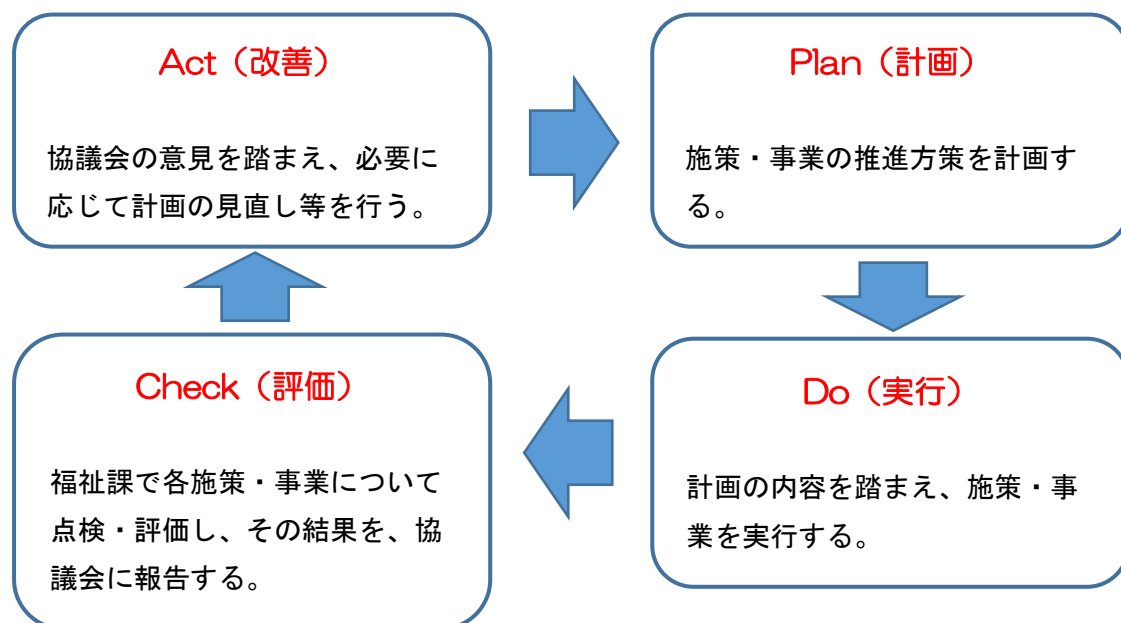 Act（改善）
協議会の意見を踏まえ、必要に
応じて計画の見直し等を行う。
Plan（計画）
施策・事業の推進方策を計画す
る。
Check（評価）
福祉課で各施策・事業について
点検・評価し、その結果を、協
議会に報告する。
Do（実行）
計画の内容を踏まえ、施策・事
業を実行する。